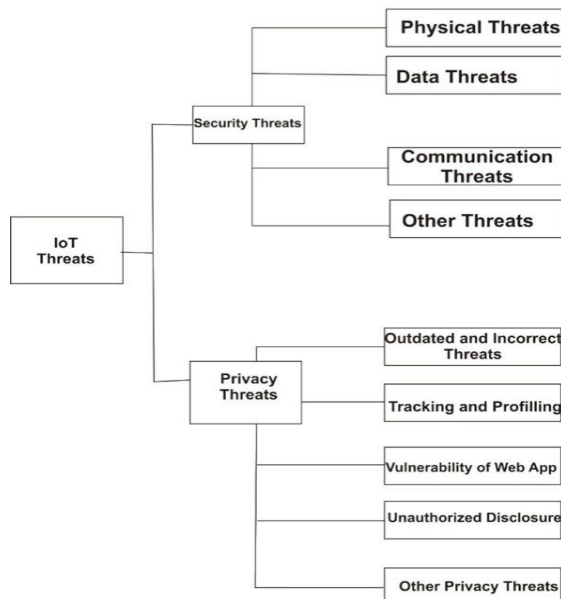 Physical Threats
Data Threats
Security Threats
Communication
Threats
Other Threats
IoT
Threats
Outdated and Incorrect
Threats
Privacy
Threats
Tracking and Profilling
Vulnerability of Web App
Unauthorized Disclosure
Other Privacy Threats